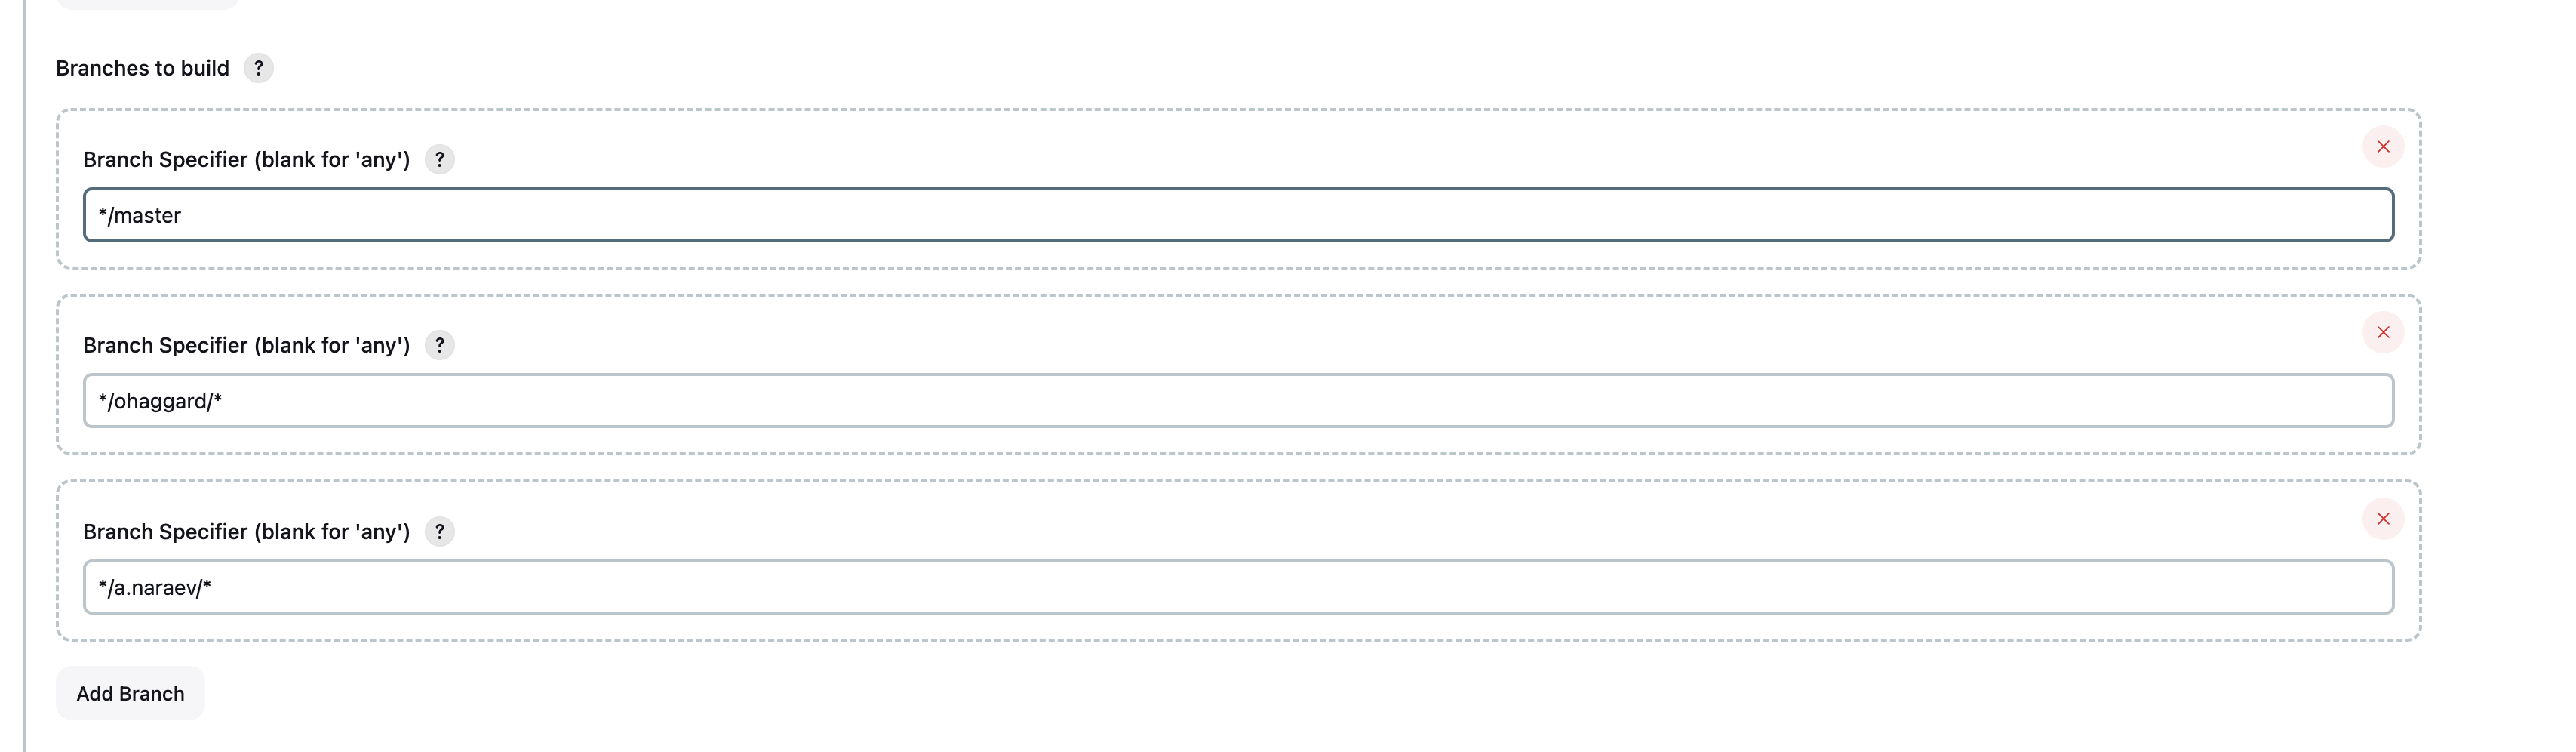 Branches to build ?
Branch Specifier (blank for 'any') ?
*/master
Branch Specifier (blank for 'any') ?
*/ohaggard/*
Branch Specifier (blank for 'any') ?
*/a.naraev/*
Add Branch